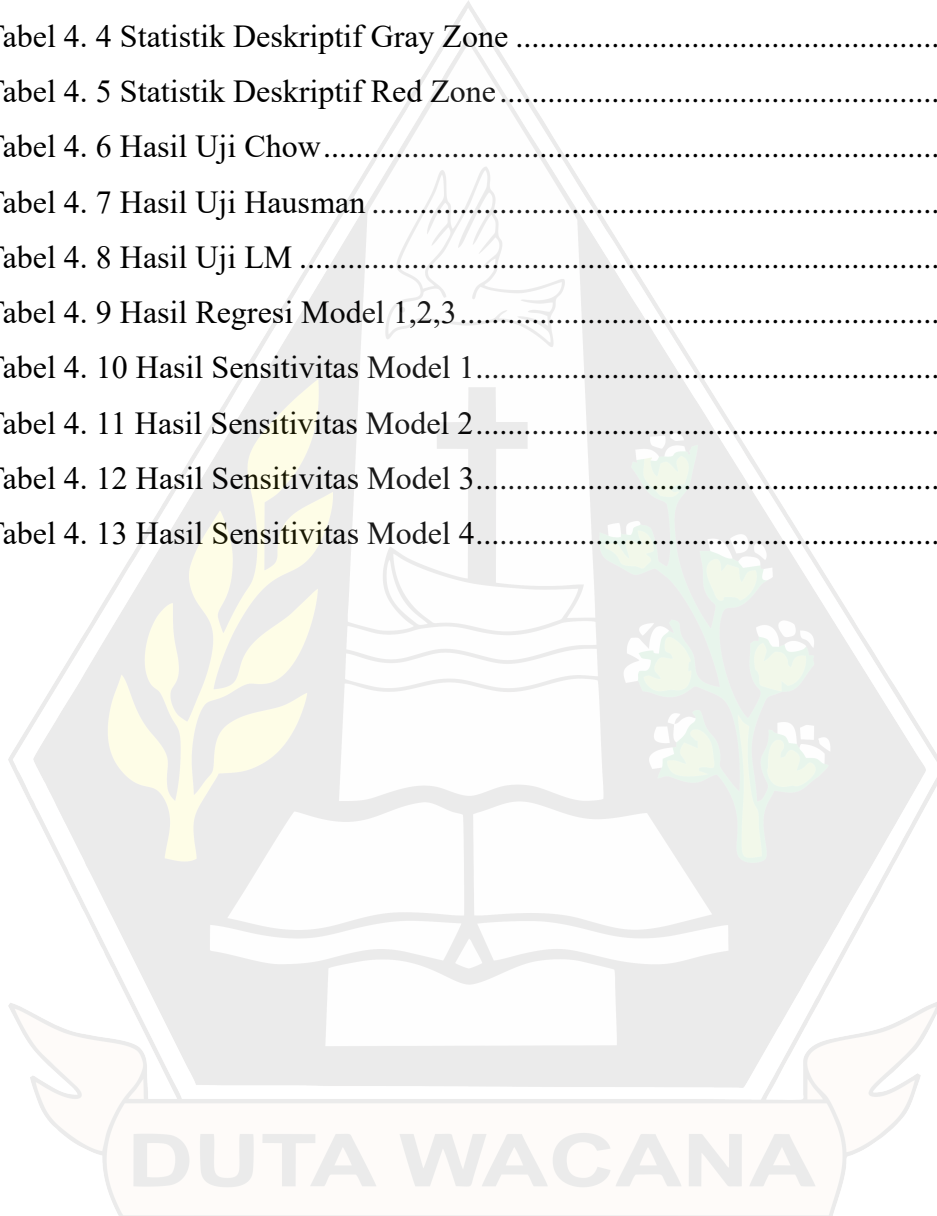 Tabel 4. 4 Statistik Deskriptif Gray Zone ..................................................
Tabel 4. 5 Statistik Deskriptif Red Zone....................................................
Tabel 4. 6 Hasil Uji Chow..........................................................................
Tabel 4. 7 Hasil Uji Hausman ....................................................................
Tabel 4. 8 Hasil Uji LM .............................................................................
Tabel 4. 9 Hasil Regresi Model 1,2,3.........................................................
Tabel 4. 10 Hasil Sensitivitas Model 1.......................................................
Tabel 4. 11 Hasil Sensitivitas Model 2.......................................................
Tabel 4. 12 Hasil Sensitivitas Model 3.......................................................
Tabel 4. 13 Hasil Sensitivitas Model 4.......................................................
DUTA WACANA